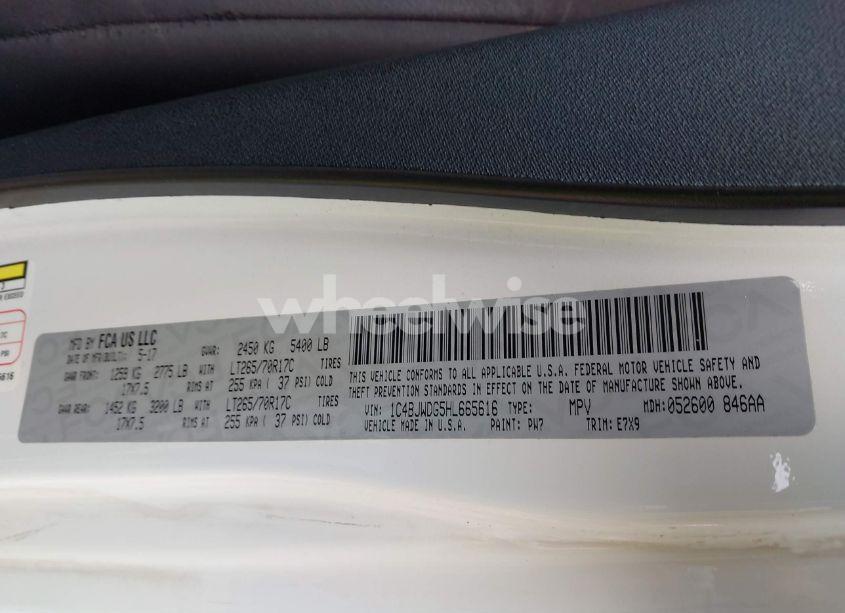 wheelwise
MFD BY FCA US LLC
DATE OF MFR/BUILT: 5-17 GVWR: 2450 KG 5400 LB
GAWR FRONT: 1259 KG 2775 LB WITH LT265/70R17C TIRES
17X7.5 RIMS AT 255 KPA ( 37 PSI) COLD
GAWR REAR: 1452 KG 3200 LB WITH LT265/70R17C TIRES
17X7.5 RIMS AT 255 KPA ( 37 PSI) COLD
THIS VEHICLE CONFORMS TO ALL APPLICABLE U.S.A. FEDERAL MOTOR VEHICLE SAFETY AND
THEFT PREVENTION STANDARDS IN EFFECT ON THE DATE OF MANUFACTURE SHOWN ABOVE.
VIN: 1C4BJWDG5HL665616 TYPE: MPV MDH: 052600 846AA
VEHICLE MADE IN U.S.A. PAINT: PW7 TRIM: E7X9
3
EXCEED
PSI
5616